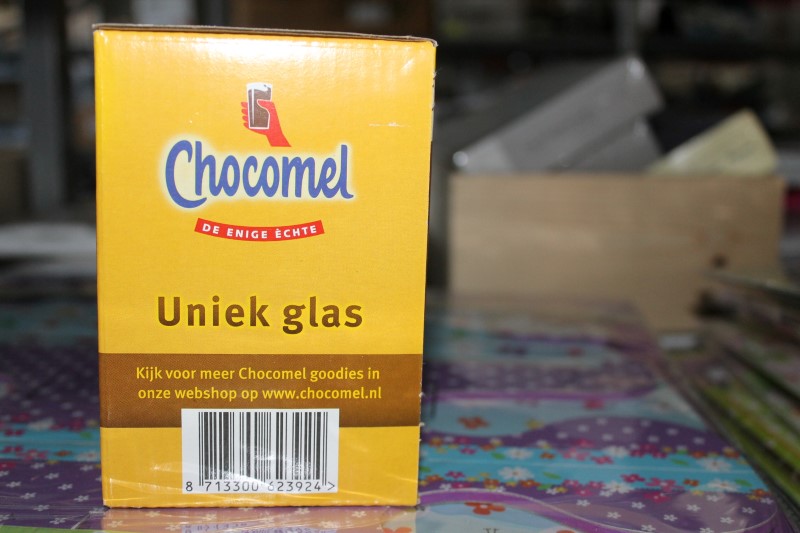 Chocomel
DE ENIGE ÈCHTE
Uniek glas
Kijk voor meer Chocomel goodies in
onze webshop op www.chocomel.nl
8 713300 623924 >